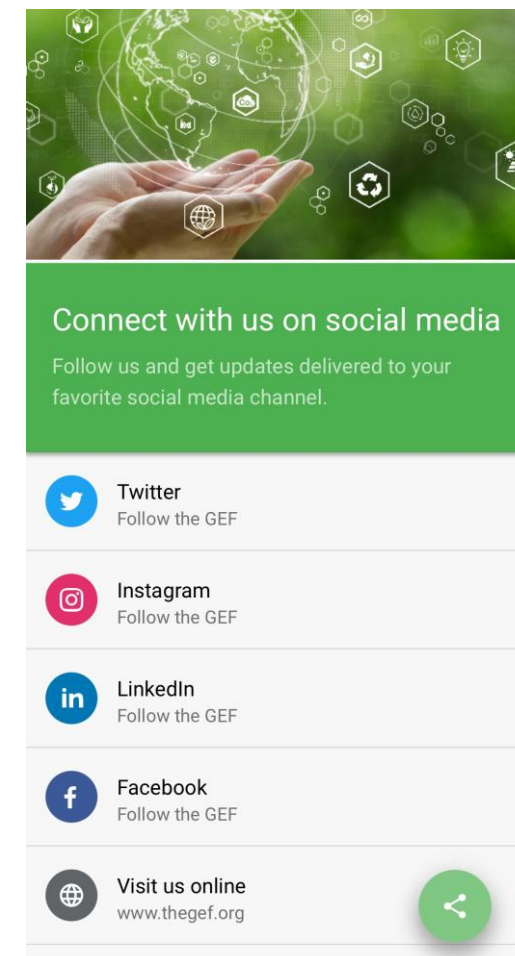 Connect with us on social media
Follow us and get updates delivered to your
favorite social media channel.
Twitter
Follow the GEF
Instagram
Follow the GEF
in
LinkedIn
Follow the GEF
f
Facebook
Follow the GEF
Visit us online
www.thegef.org